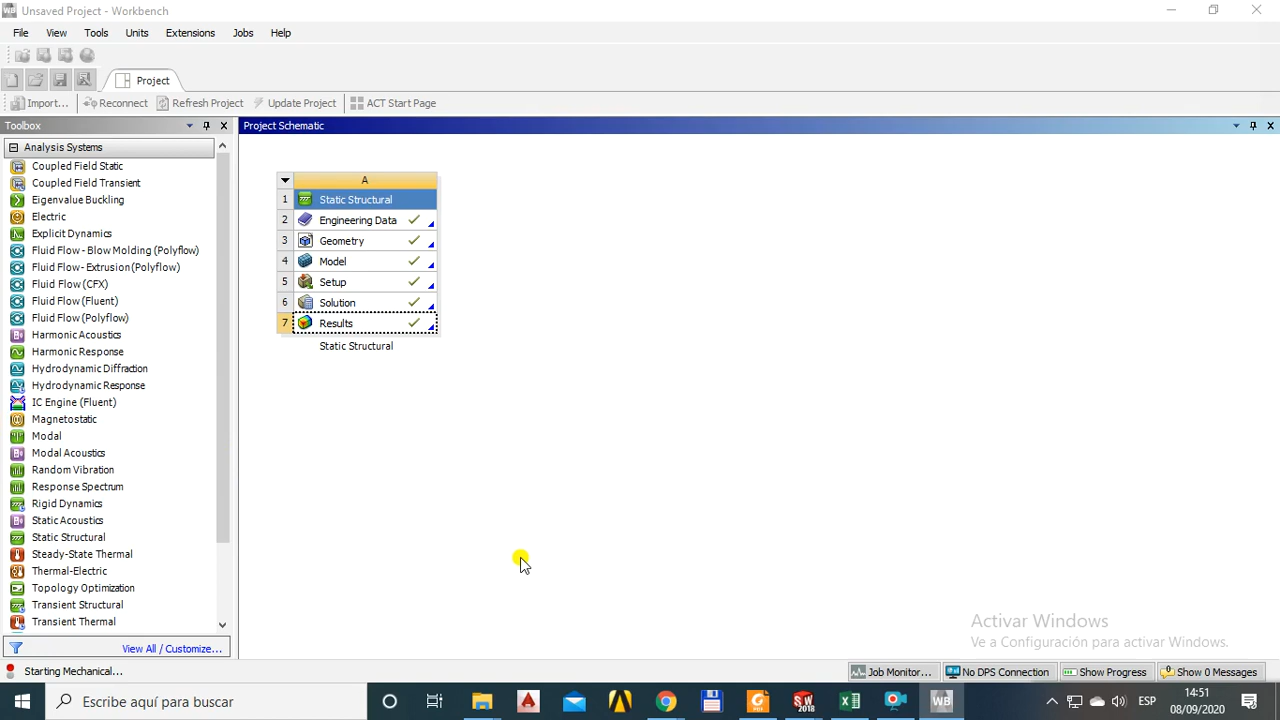 Unsaved Project - Workbench
File View Tools Units Extensions Jobs Help
Project
Import... Reconnect Refresh Project Update Project ACT Start Page
Toolbox
Analysis Systems
Coupled Field Static
Coupled Field Transient
Eigenvalue Buckling
Electric
Explicit Dynamics
Fluid Flow - Blow Molding (Polyflow)
Fluid Flow - Extrusion (Polyflow)
Fluid Flow (CFX)
Fluid Flow (Fluent)
Fluid Flow (Polyflow)
Harmonic Acoustics
Harmonic Response
Hydrodynamic Diffraction
Hydrodynamic Response
IC Engine (Fluent)
Magnetostatic
Modal
Modal Acoustics
Random Vibration
Response Spectrum
Rigid Dynamics
Static Acoustics
Static Structural
Steady-State Thermal
Thermal-Electric
Topology Optimization
Transient Structural
Transient Thermal
View All / Customize...
Project Schematic
A
1 Static Structural
2 Engineering Data
3 Geometry
4 Model
5 Setup
6 Solution
7 Results
Static Structural
Activar Windows
Ve a Configuración para activar Windows.
Starting Mechanical...
Job Monitor... No DPS Connection Show Progress Show 0 Messages
Escribe aquí para buscar
SW
2018
WB
ESP
14:51
08/09/2020